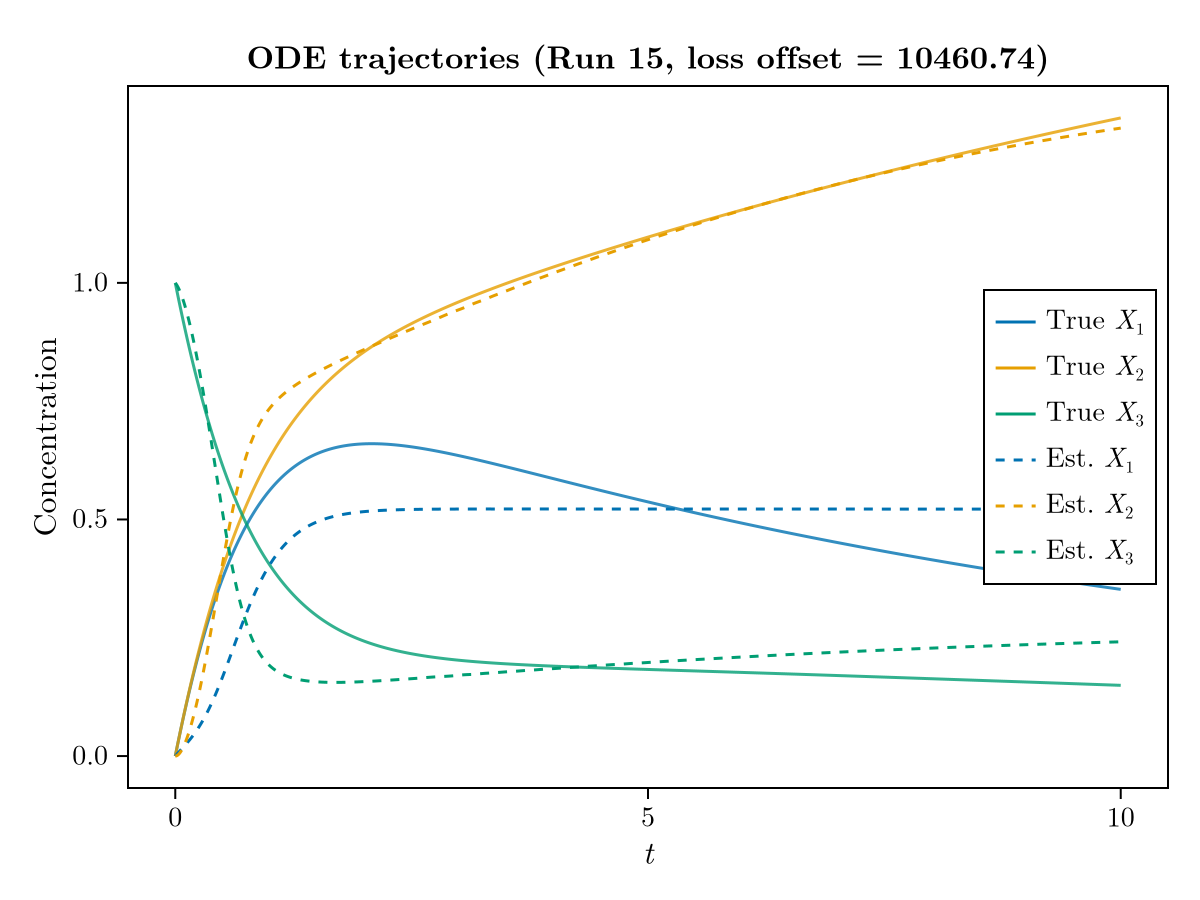 ODE trajectories (Run 15, loss offset = 10460.74)
Concentration
1.0
0.5
0.0
True X₁
True X₂
True X₃
Est. X₁
Est. X₂
Est. X₃
0 5 10
t